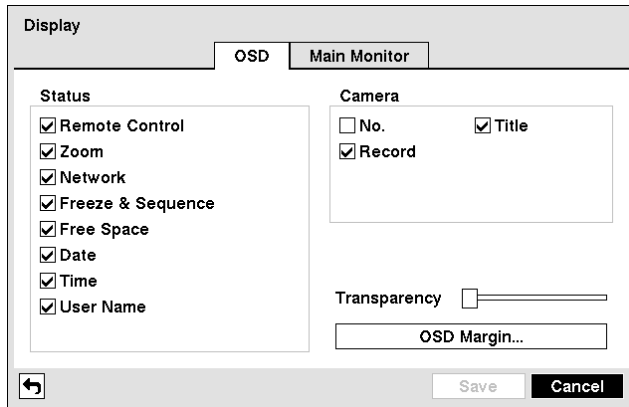 Display
OSD
Main Monitor
Status
Remote Control
Zoom
Network
Freeze & Sequence
Free Space
Date
Time
User Name
Camera
No.
Title
Record
Transparency
OSD Margin...
Save
Cancel